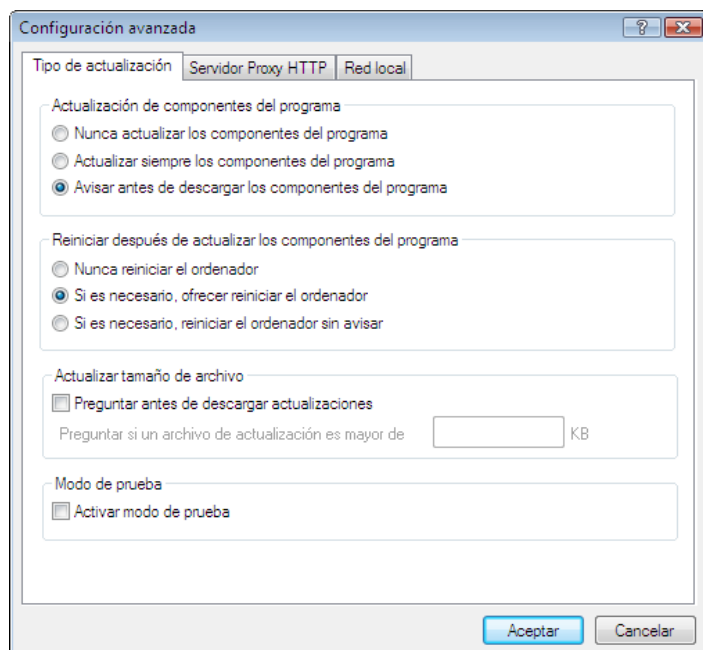 Configuración avanzada
Tipo de actualización Servidor Proxy HTTP Red local
Actualización de componentes del programa
Nunca actualizar los componentes del programa
Actualizar siempre los componentes del programa
Avisar antes de descargar los componentes del programa
Reiniciar después de actualizar los componentes del programa
Nunca reiniciar el ordenador
Si es necesario, ofrecer reiniciar el ordenador
Si es necesario, reiniciar el ordenador sin avisar
Actualizar tamaño de archivo
Preguntar antes de descargar actualizaciones
Preguntar si un archivo de actualización es mayor de KB
Modo de prueba
Activar modo de prueba
Aceptar Cancelar